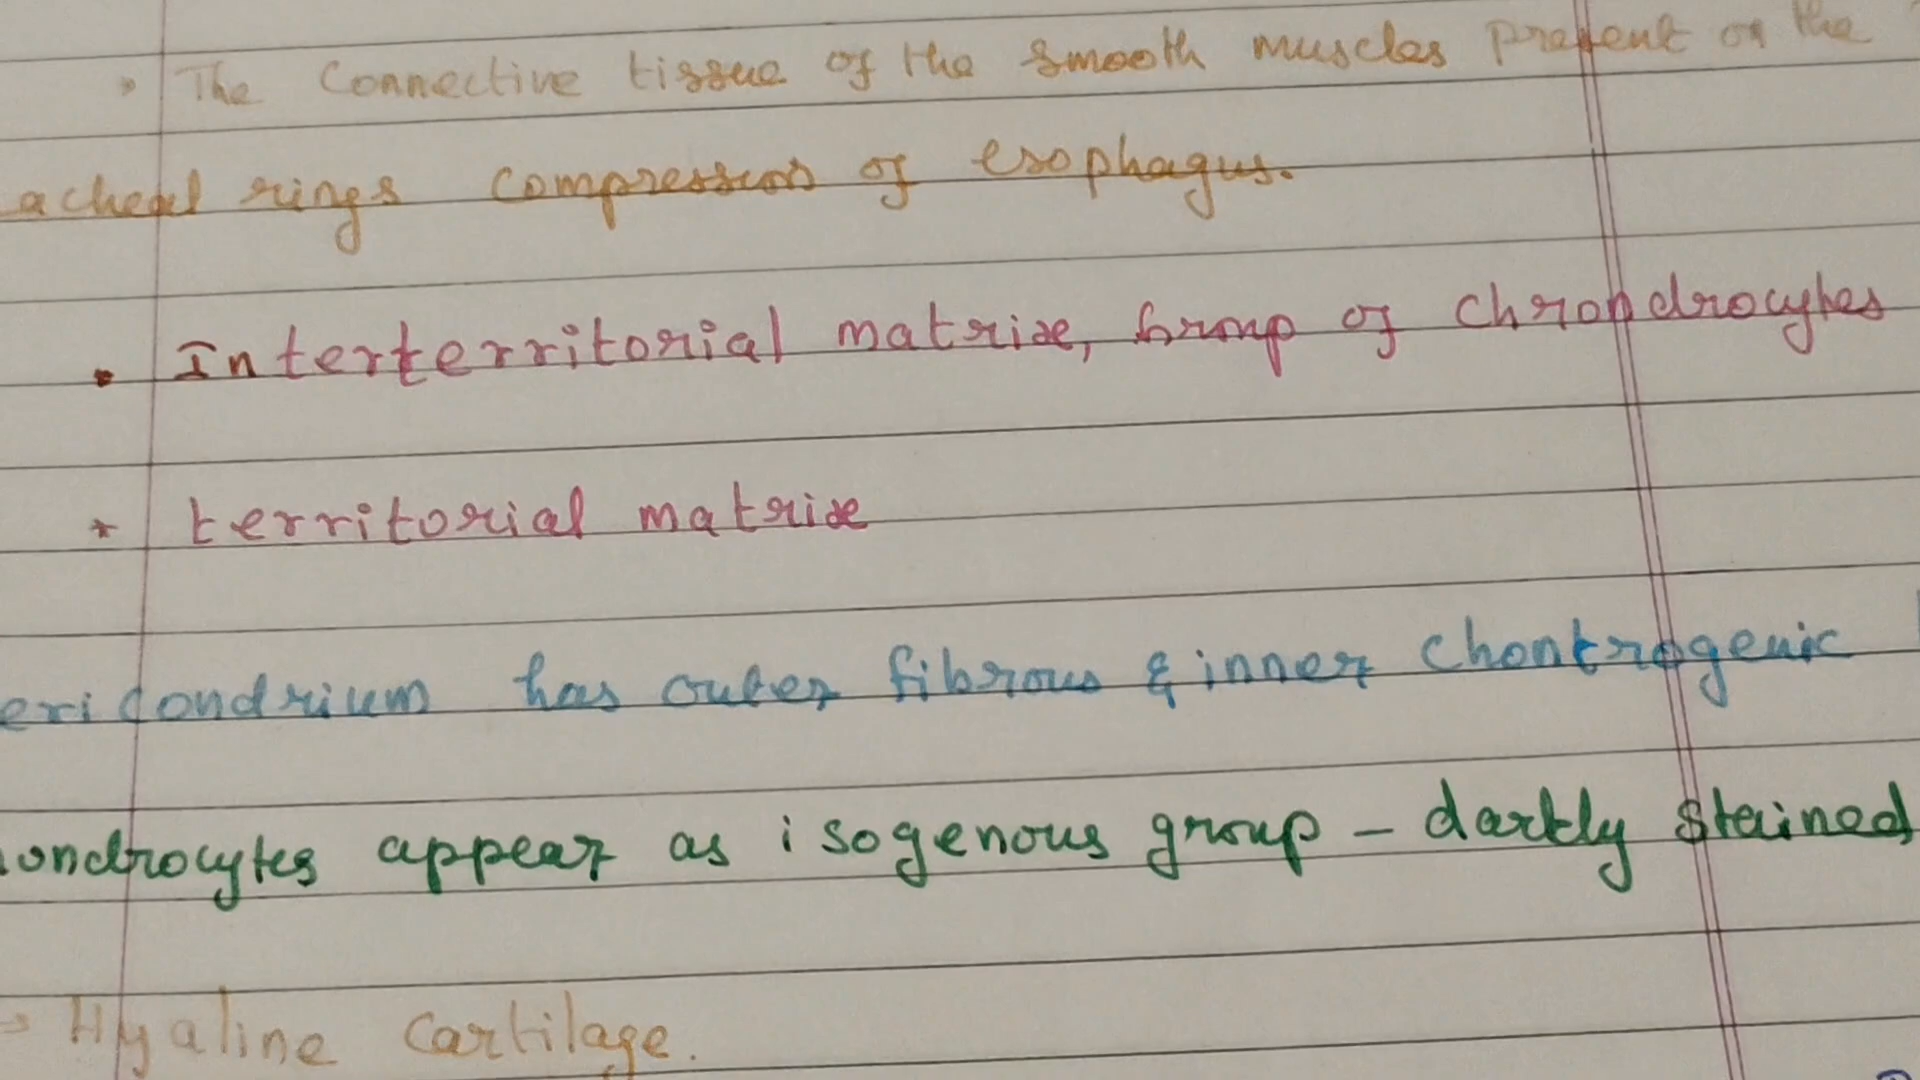 • The Connective tissue of the smooth muscles present on the
acheal rings compression of esophagus.
• Interterritorial matrix, Group of Chrondrocytes
* territorial matrix
ericondrium has outer fibrous & inner Chontrogenic
ondrocytes appear as isogenous group – darkly stained
→ Hyaline Cartilage.